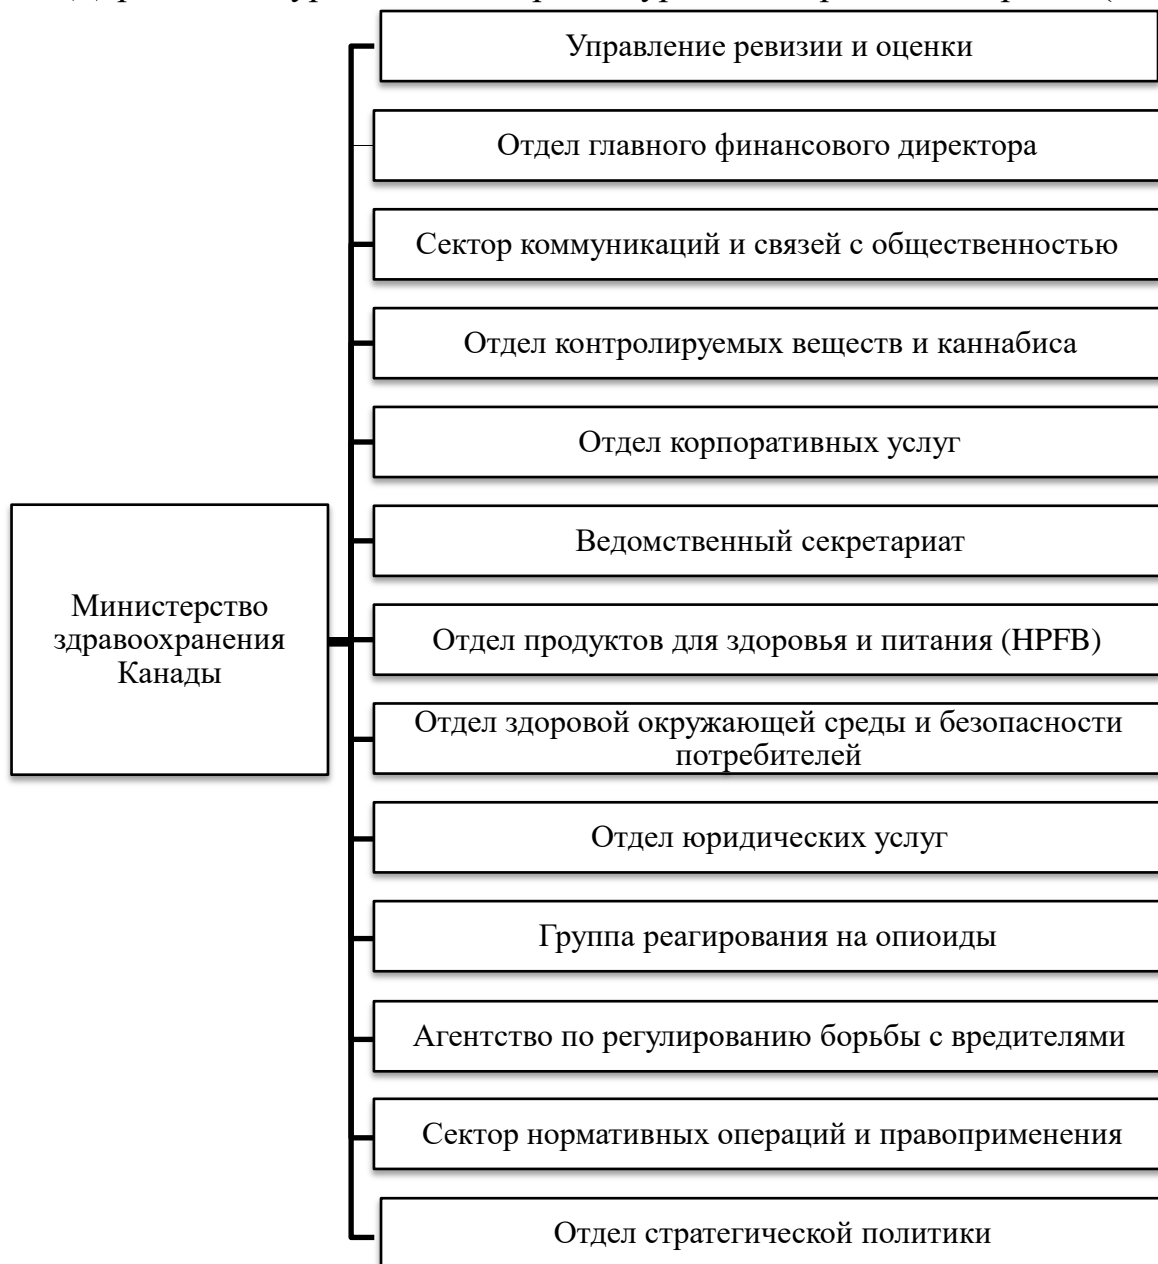 Управление ревизии и оценки
Отдел главного финансового директора
Сектор коммуникаций и связей с общественностью
Отдел контролируемых веществ и каннабиса
Отдел корпоративных услуг
Ведомственный секретариат
Министерство
здравоохранения
Канады
Отдел продуктов для здоровья и питания (HPFB)
Отдел здоровой окружающей среды и безопасности
потребителей
Отдел юридических услуг
Группа реагирования на опиоиды
Агентство по регулированию борьбы с вредителями
Сектор нормативных операций и правоприменения
Отдел стратегической политики